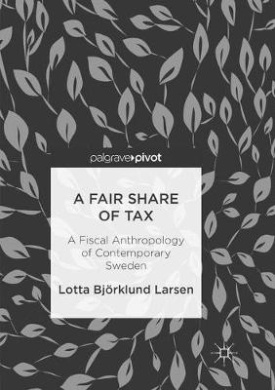 palgrave▸pivot
A FAIR SHARE
OF TAX
A Fiscal Anthropology
of Contemporary
Sweden
Lotta Björklund Larsen